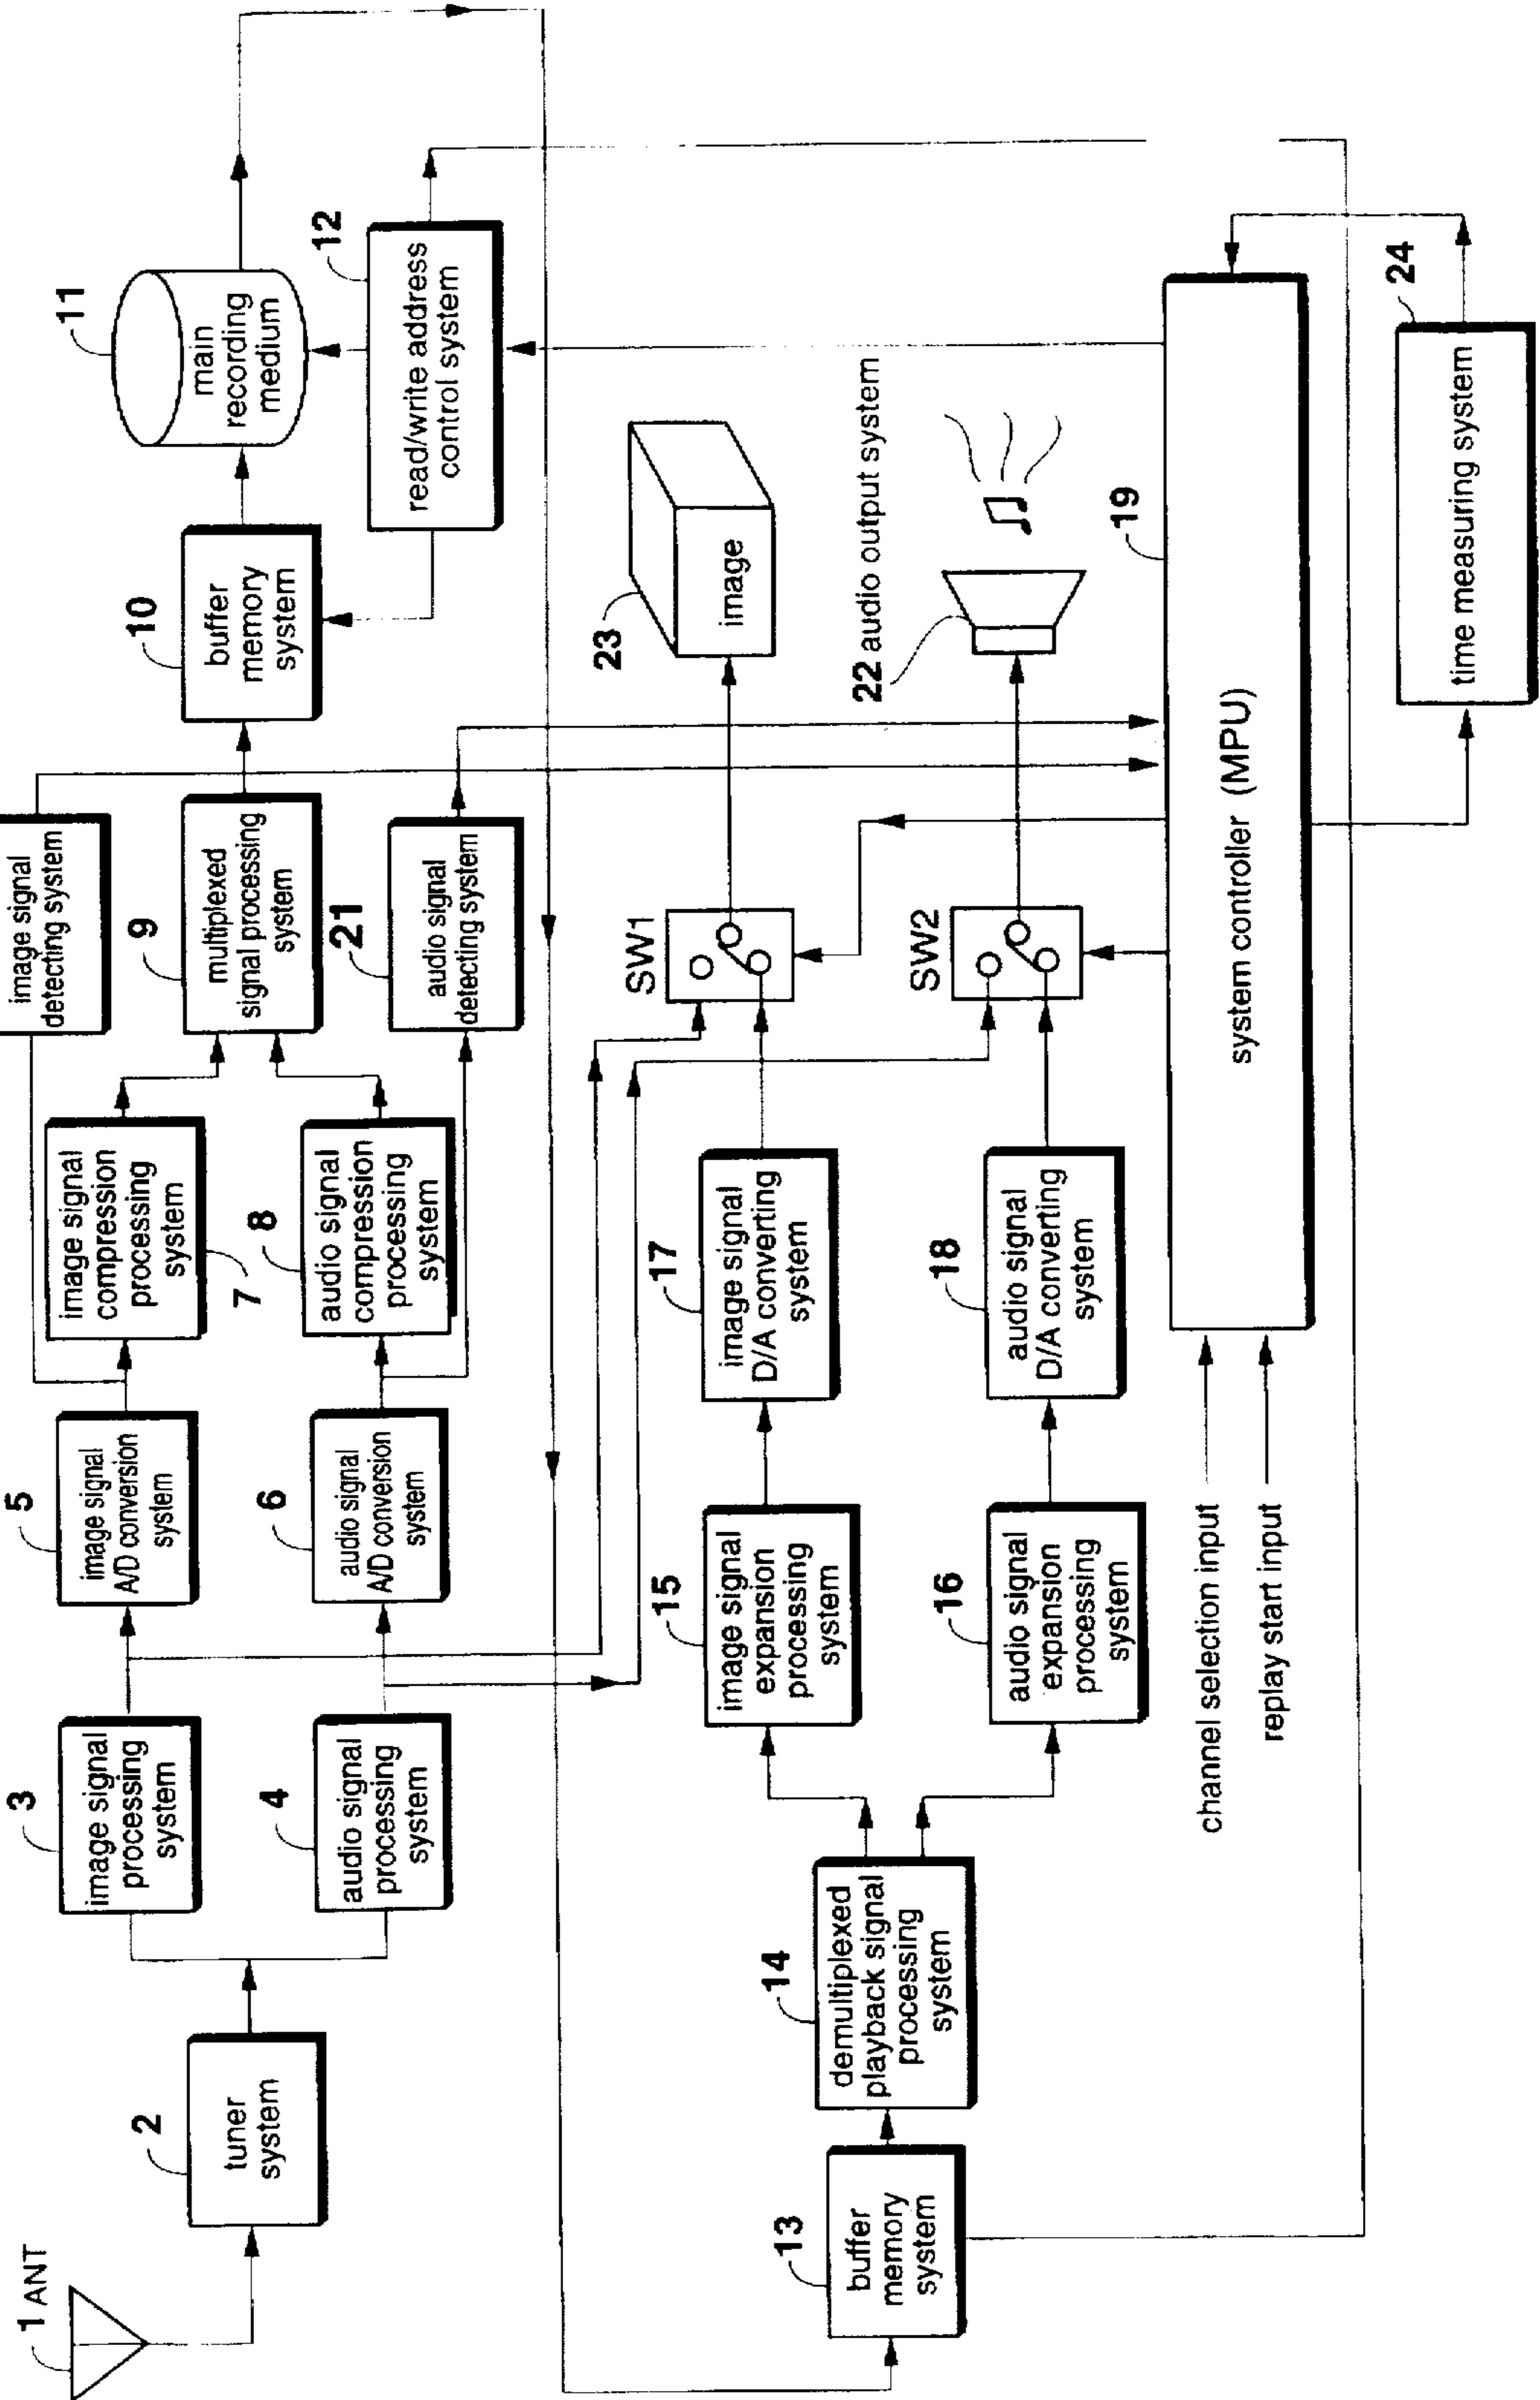 1 ANT
2
tuner
system
3
image signal
processing
system
4
audio signal
processing
system
5
image signal
A/D conversion
system
6
audio signal
A/D conversion
system
image signal
compression
processing
system
7
8
audio signal
compression
processing
system
image signal
detecting system
9
multiplexed
signal processing
system
21
audio signal
detecting system
10
buffer
memory
system
11
main
recording
medium
12
read/write address
control system
13
buffer
memory
system
14
demultiplexed
playback signal
processing
system
15
image signal
expansion
processing
system
16
audio signal
expansion
processing
system
17
image signal
D/A converting
system
18
audio signal
D/A converting
system
SW1
SW2
23
image
22 audio output system
channel selection input
replay start input
19
system controller (MPU)
24
time measuring system